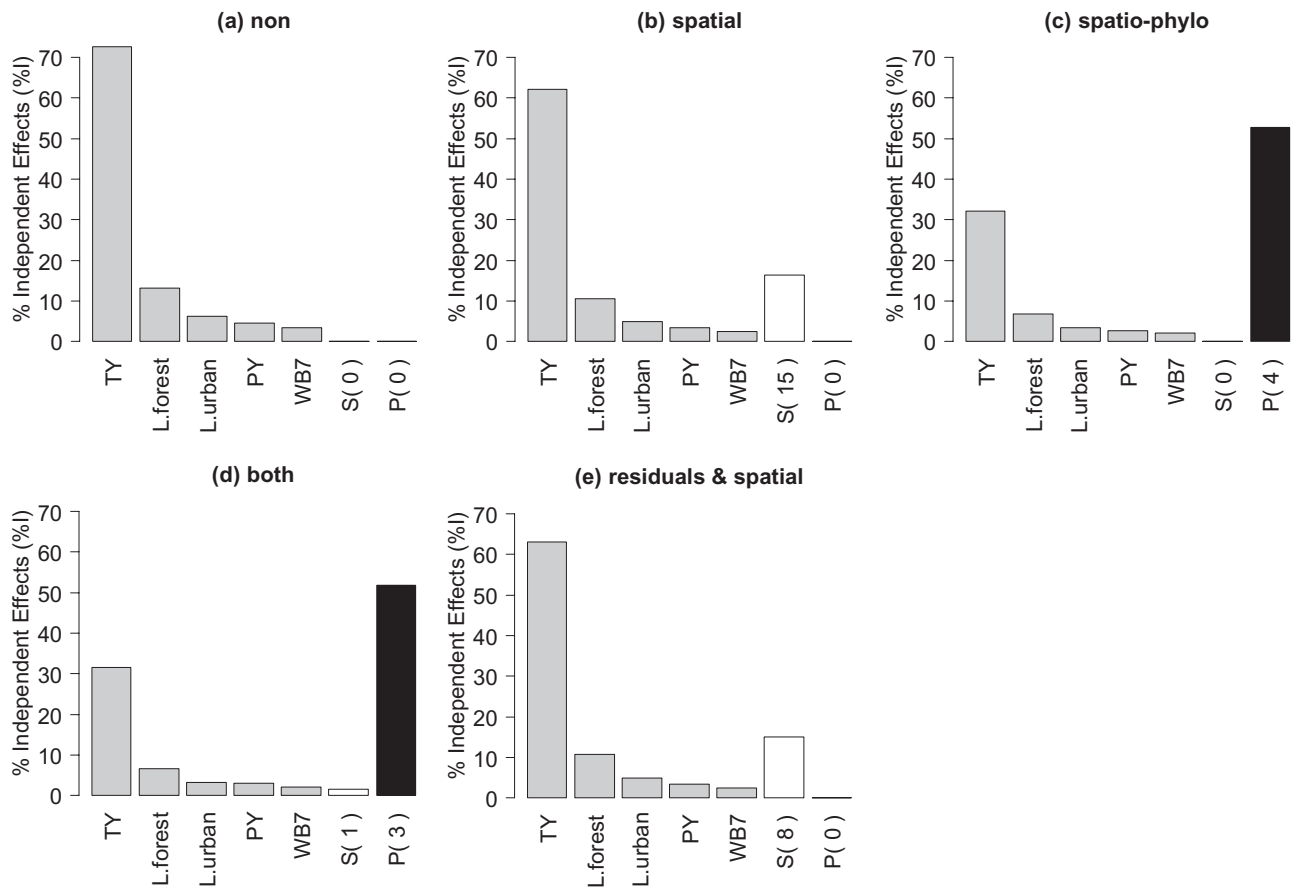 (a) non
% Independent Effects (%I)
70
60
50
40
30
20
10
0
TY
L.forest
L.urban
PY
WB7
S( 0 )
P( 0 )
(b) spatial
% Independent Effects (%I)
70
60
50
40
30
20
10
0
TY
L.forest
L.urban
PY
WB7
S( 15 )
P( 0 )
(c) spatio-phylo
% Independent Effects (%I)
70
60
50
40
30
20
10
0
TY
L.forest
L.urban
PY
WB7
S( 0 )
P( 4 )
(d) both
% Independent Effects (%I)
70
60
50
40
30
20
10
0
TY
L.forest
L.urban
PY
WB7
S( 1 )
P( 3 )
(e) residuals & spatial
% Independent Effects (%I)
70
60
50
40
30
20
10
0
TY
L.forest
L.urban
PY
WB7
S( 8 )
P( 0 )